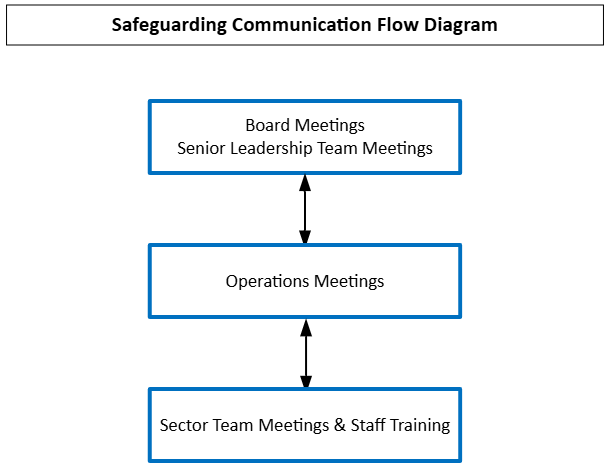 Safeguarding Communication Flow Diagram
Board Meetings
Senior Leadership Team Meetings
Operations Meetings
Sector Team Meetings & Staff Training